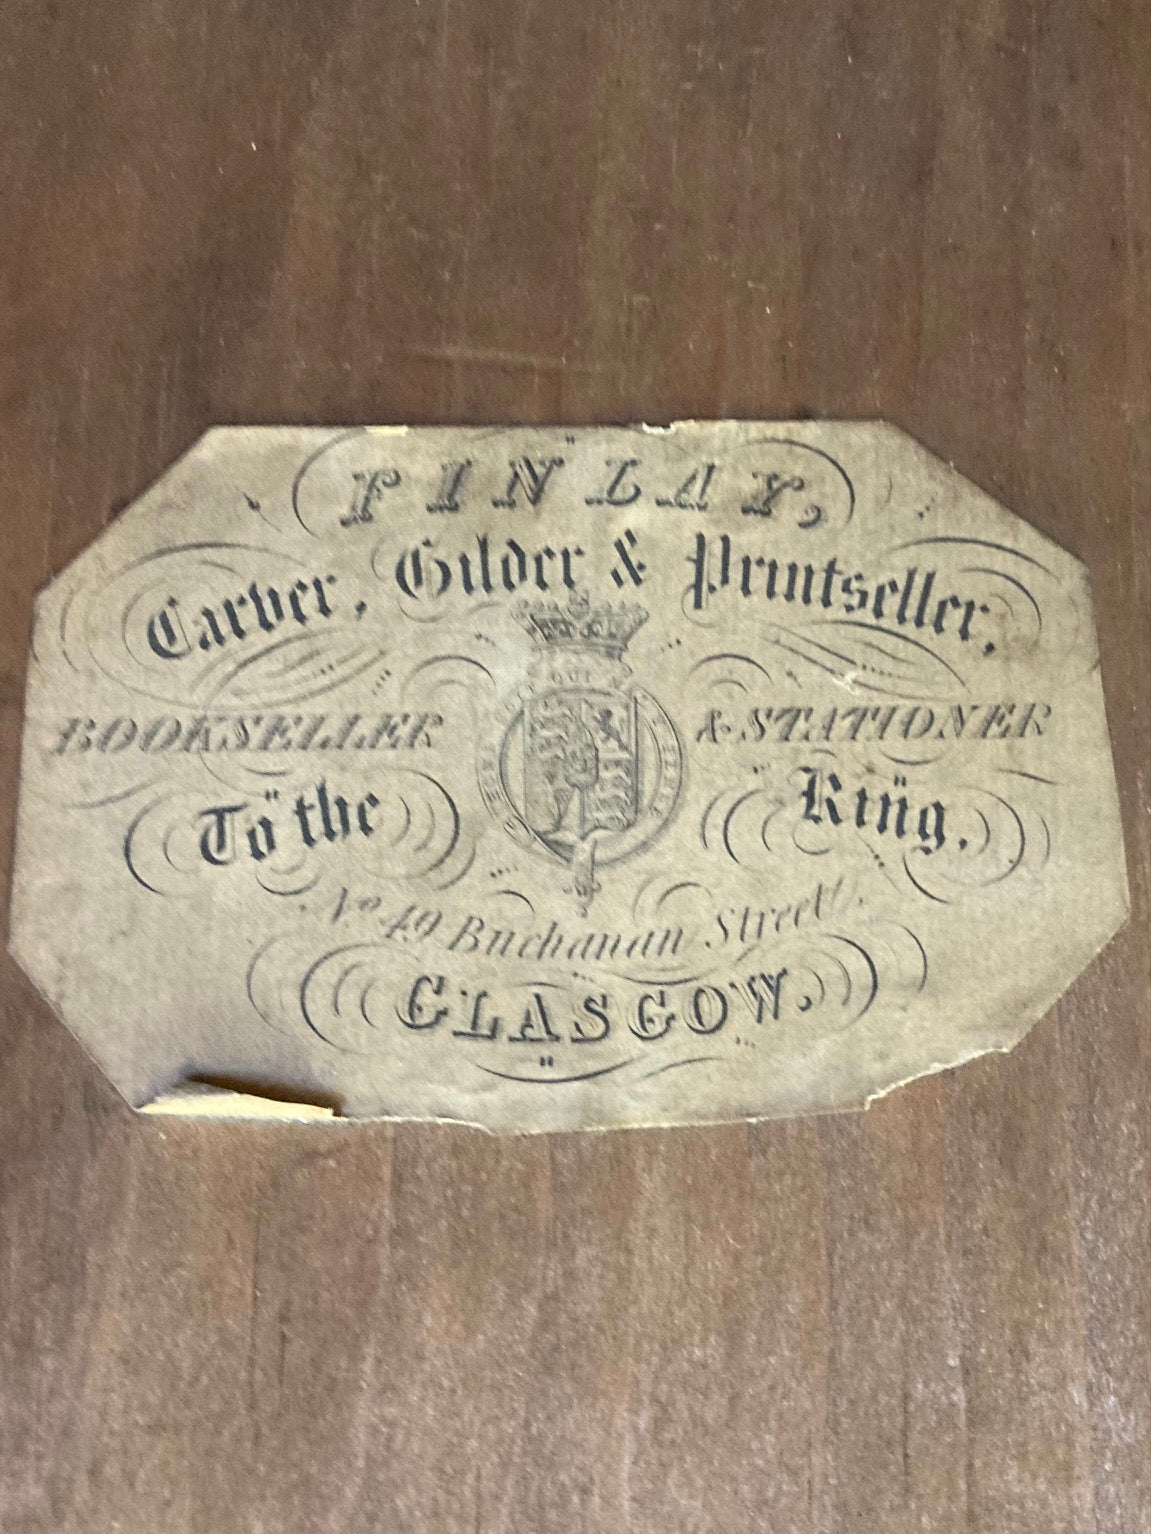 FINLAY,
Carver, Gilder & Printseller,
BOOKSELLER & STATIONER
To the King,
No 49 Buchanan Street,
GLASGOW.